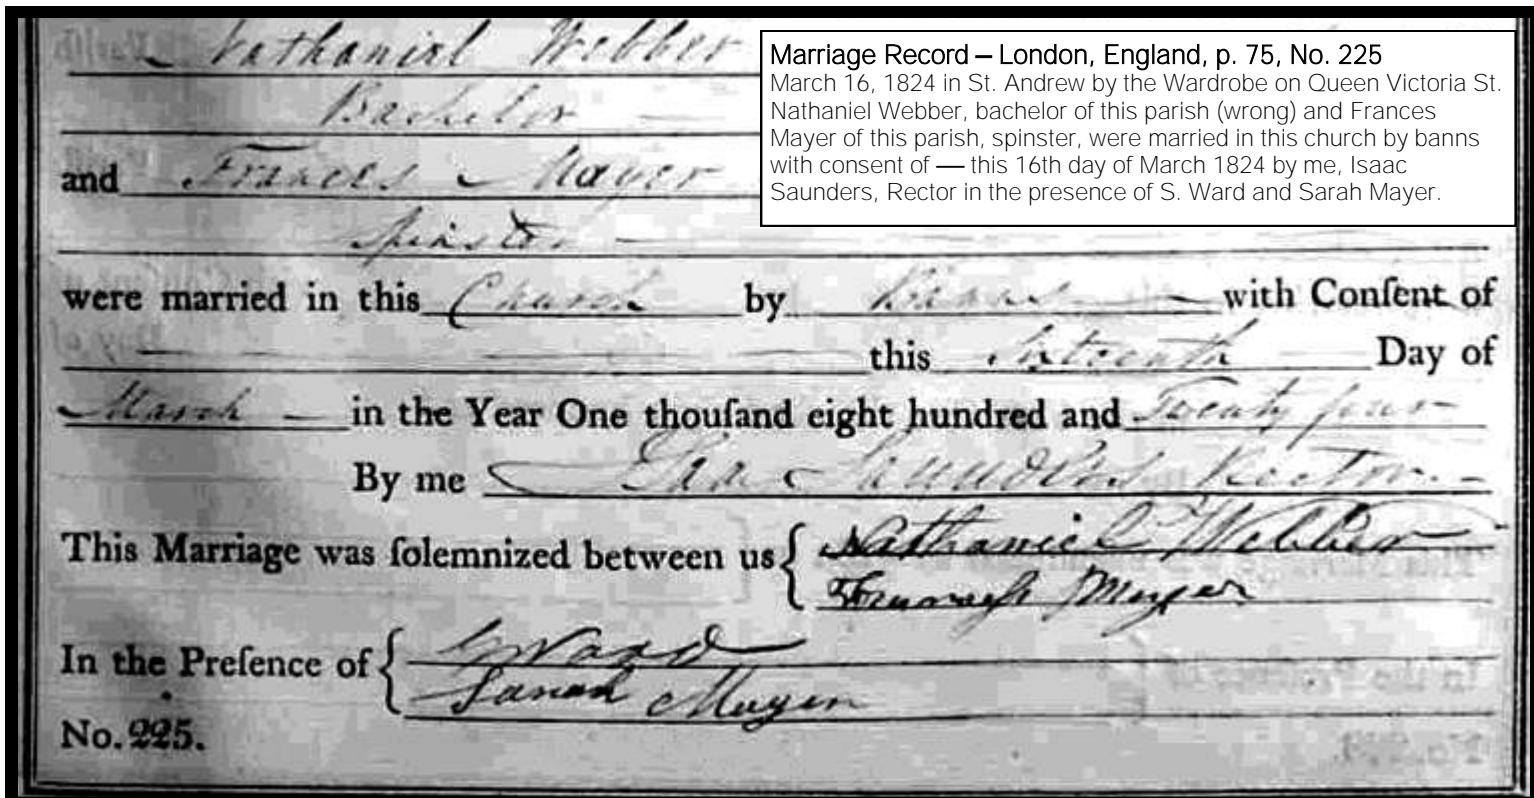 Nathaniel Webber
Bachelor
and Frances Mayer
Spinster
were married in this Church by Banns with Conſent of
this Sixteenth Day of
March in the Year One thouſand eight hundred and Twenty four
By me Isaac Saunders Rector
This Marriage was ſolemnized between us { Nathaniel Webber
Mayer
In the Preſence of { Ward
Sarah Mayer
No. 225.
Marriage Record – London, England, p. 75, No. 225
March 16, 1824 in St. Andrew by the Wardrobe on Queen Victoria St.
Nathaniel Webber, bachelor of this parish (wrong) and Frances
Mayer of this parish, spinster, were married in this church by banns
with consent of — this 16th day of March 1824 by me, Isaac
Saunders, Rector in the presence of S. Ward and Sarah Mayer.